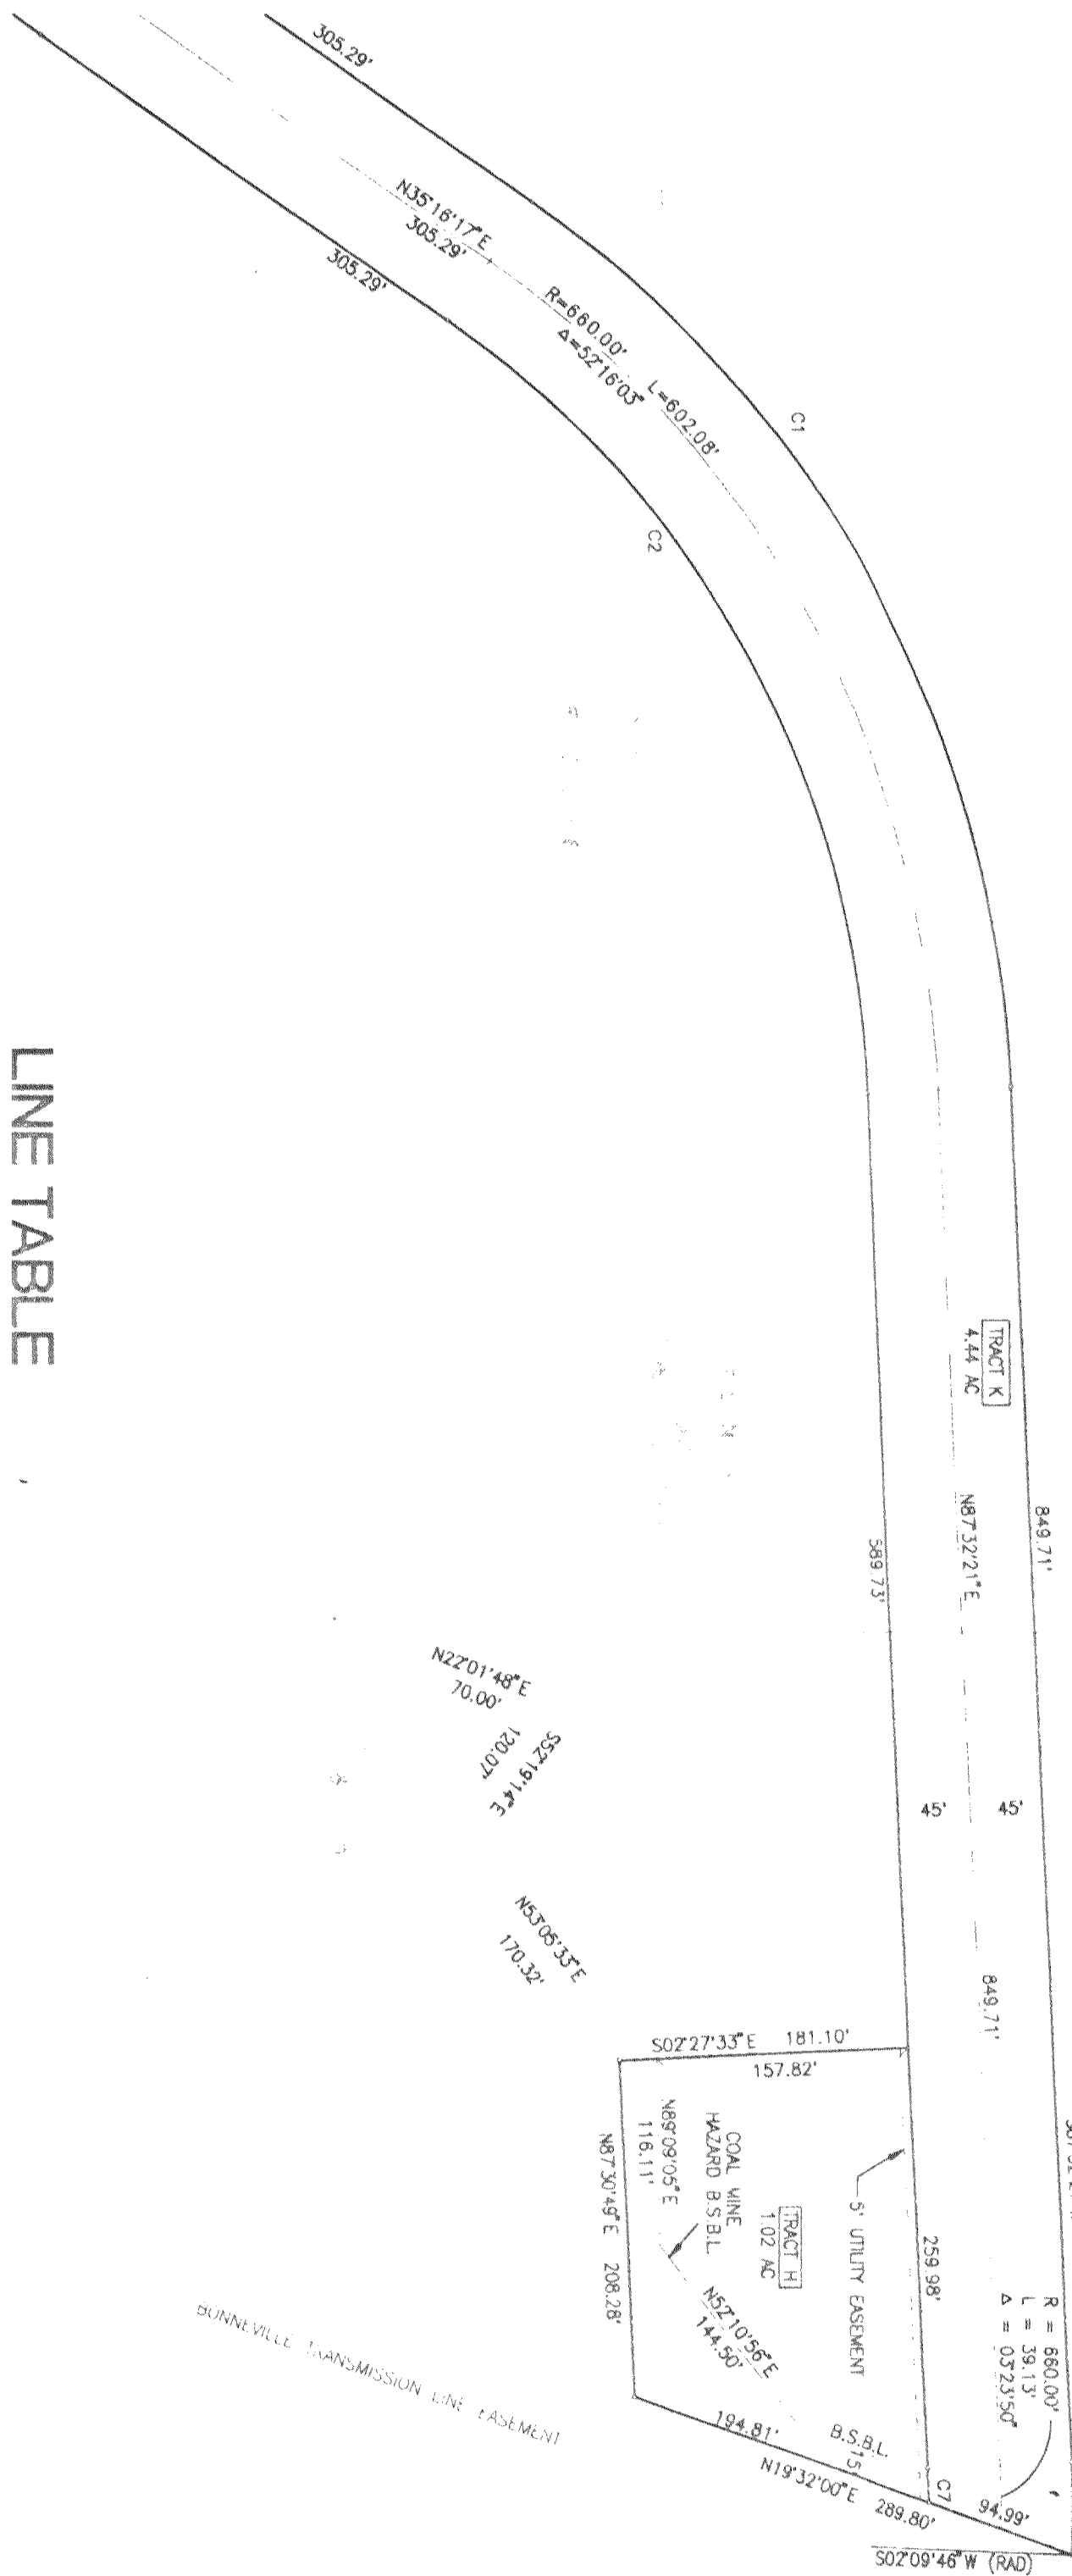 305.29'
N35°16'17"E
305.29'
305.29'
R=660.00'
Δ=52°16'03"
L=602.08'
C1
C2
TRACT K
4.44 AC
N87°32'21"E
849.71'
589.73'
45'
45'
849.71'
N22°01'48"E
70.00'
S52°19'14"E
120.07'
N53°05'33"E
170.32'
S02°27'33"E 181.10'
157.82'
5' UTILITY EASEMENT
259.98'
TRACT H
1.02 AC
COAL MINE
HAZARD B.S.B.L.
N89°09'05"E
116.11'
N52°10'56"E
144.50'
N87°30'49"E 208.28'
R = 660.00'
L = 39.13'
Δ = 03°23'50"
B.S.B.L.
15'
194.81'
N19°32'00"E 289.80'
C7
94.99'
S02°09'46"W (RAD)
BONNEVILLE TRANSMISSION LINE EASEMENT
LINE TABLE